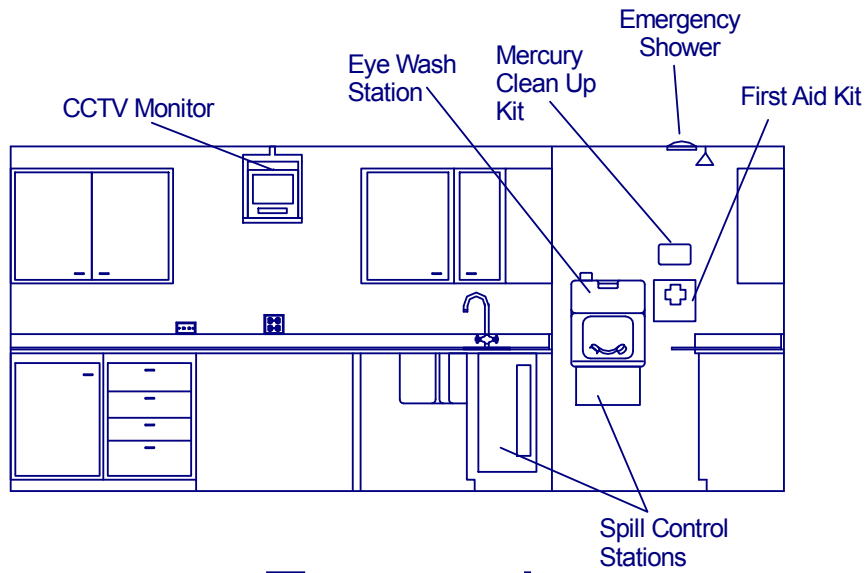 Emergency
Shower
Eye Wash
Station
Mercury
Clean Up
Kit
First Aid Kit
CCTV Monitor
Spill Control
Stations